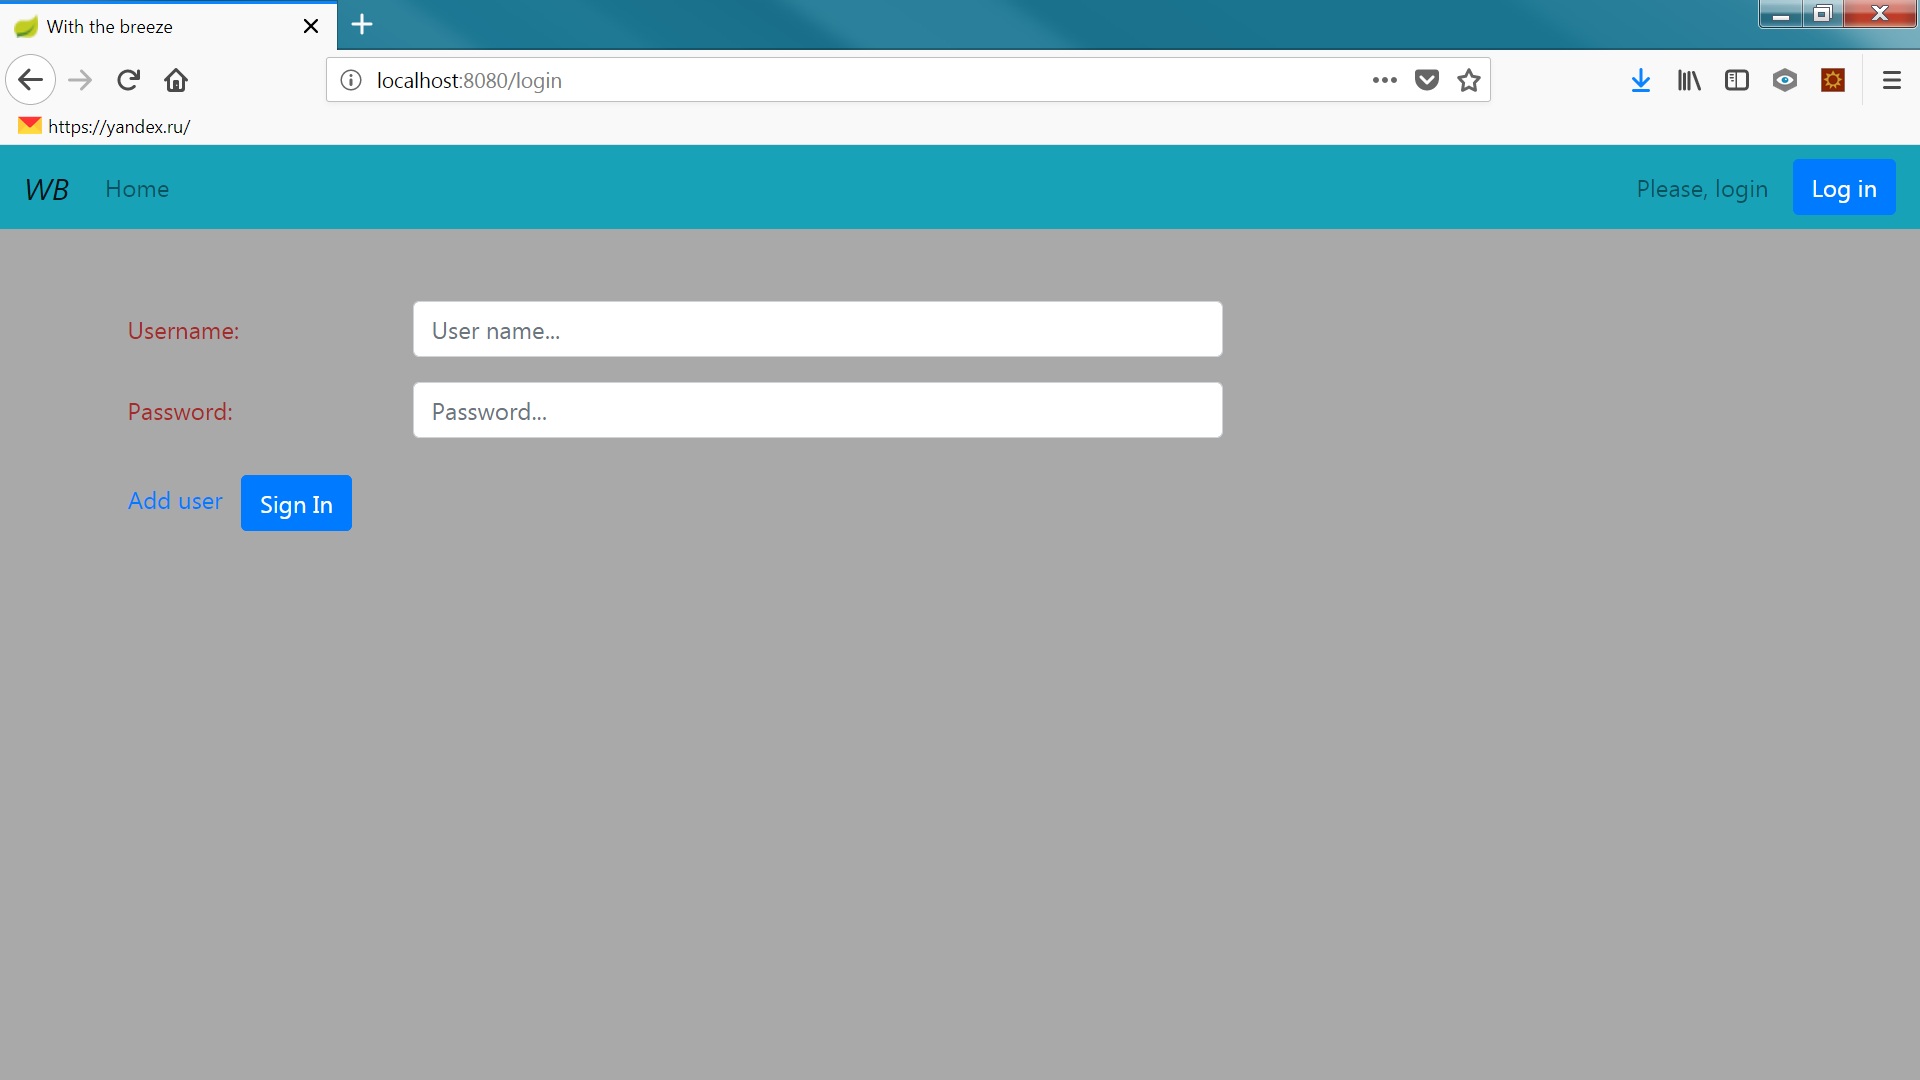 With the breeze
localhost:8080/login
https://yandex.ru/
WB Home Please, login Log in
Username: User name...
Password: Password...
Add user Sign In